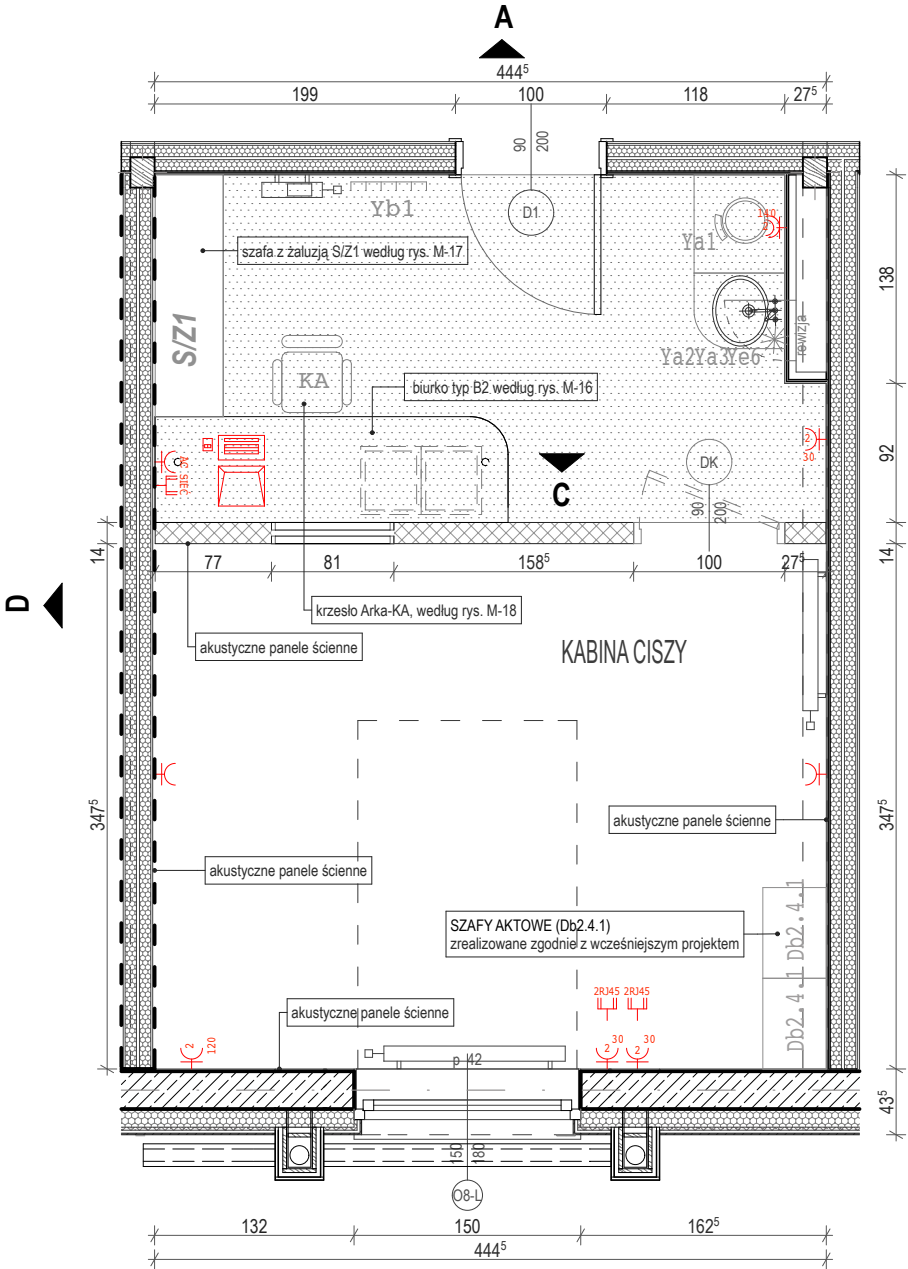 A
444⁵
199
100
118
27⁵
90
200
D1
Yb1
140
Ya1
szafa z żaluzją S/Z1 według rys. M-17
138
S/Z1
rewizja
Ya2Ya3Ye6
KA
biurko typ B2 według rys. M-16
2
30
92
AC SIEĆ
C
DK
90
200
14
77
81
158⁵
100
27⁵
14
D
krzesło Arka-KA, według rys. M-18
akustyczne panele ścienne
KABINA CISZY
347⁵
akustyczne panele ścienne
347⁵
akustyczne panele ścienne
SZAFY AKTOWE (Db2.4.1)
zrealizowane zgodnie z wcześniejszym projektem
Db2.4.1
Db2.4.1
2RJ45
2RJ45
akustyczne panele ścienne
2
120
2
30
2
30
p 42
43⁵
150
180
O8-L
132
150
162⁵
444⁵